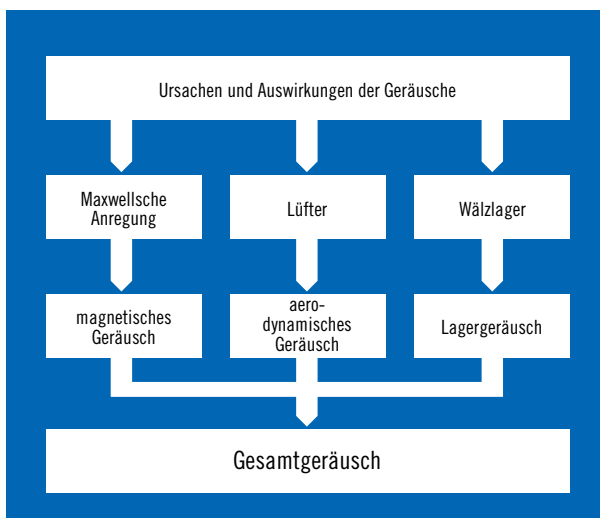 Ursachen und Auswirkungen der Geräusche
Maxwellsche
Anregung
Lüfter
Wälzlager
magnetisches
Geräusch
aero-
dynamisches
Geräusch
Lagergeräusch
Gesamtgeräusch